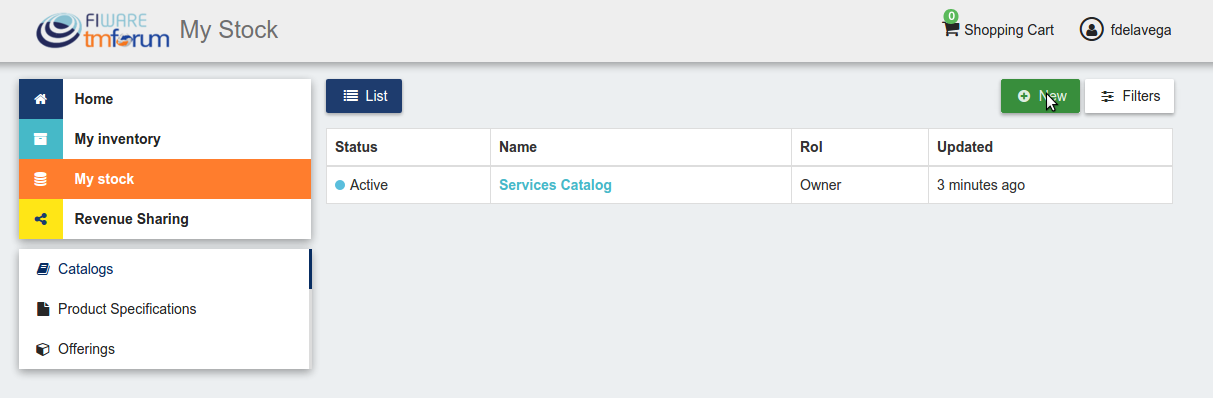 FIWARE
tmforum
My Stock
0
Shopping Cart
fdelavega
Home
My inventory
My stock
Revenue Sharing
Catalogs
Product Specifications
Offerings
List
New
Filters
Status Name Rol Updated
Active Services Catalog Owner 3 minutes ago